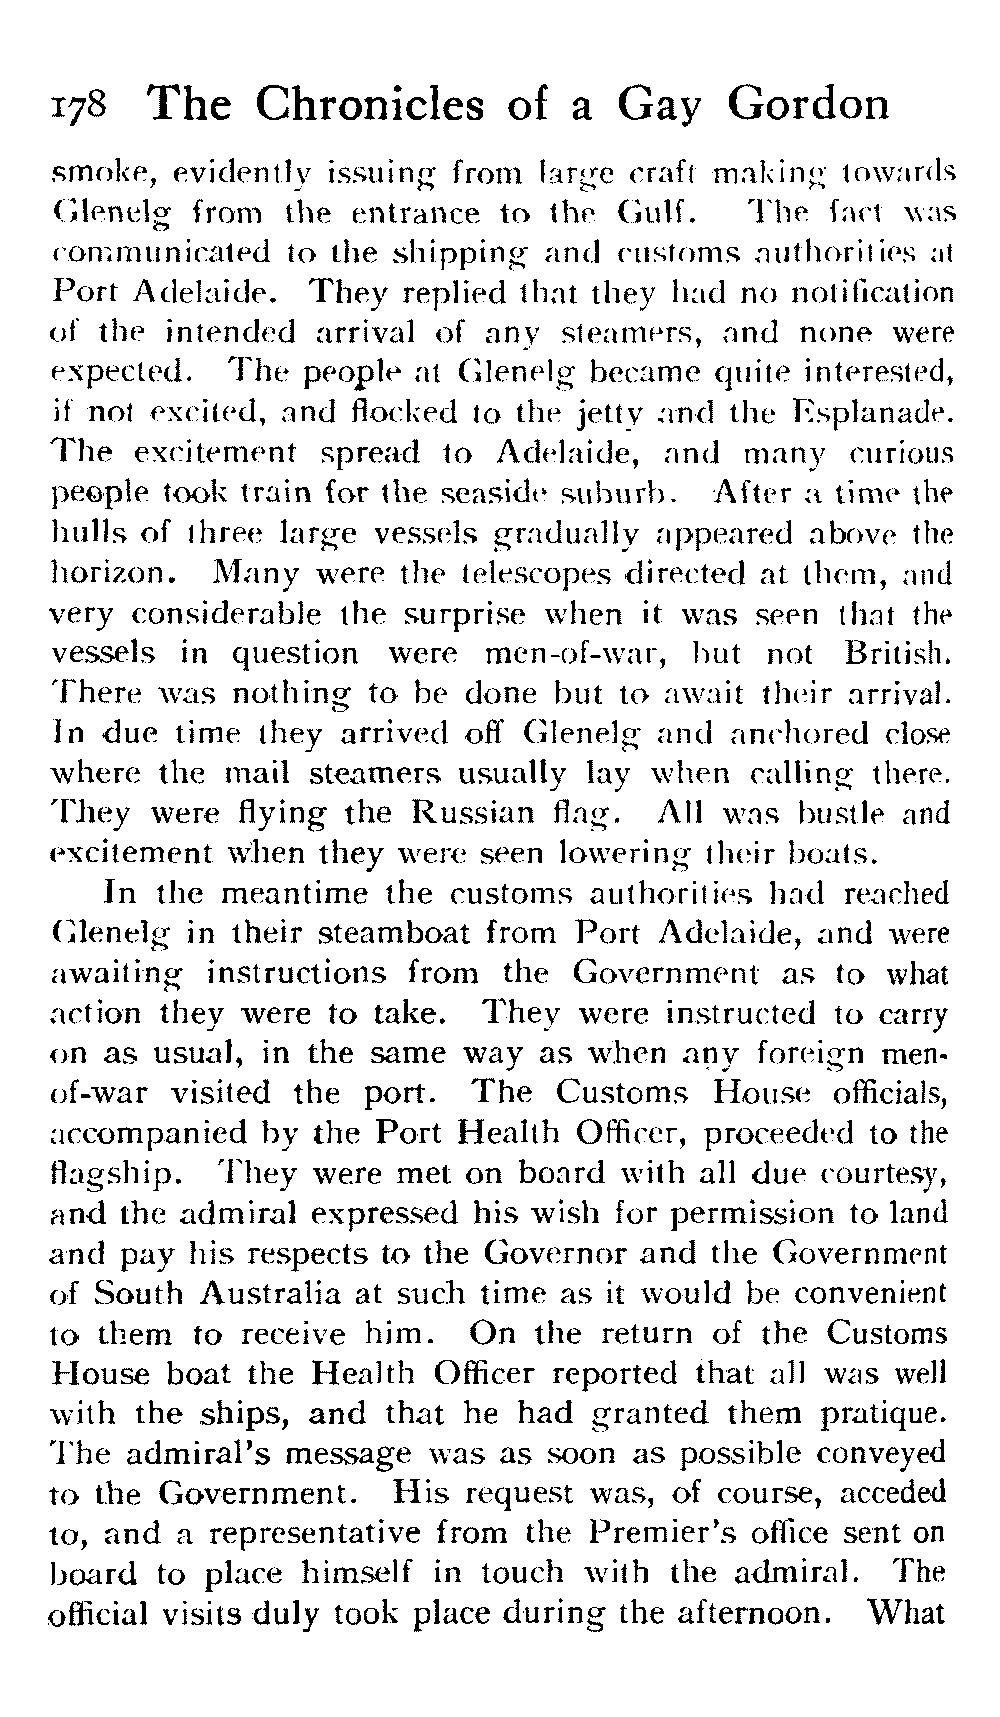 178 The Chronicles of a Gay Gordon
smoke, evidently issuing from large craft making towards
Glenelg from the entrance to the Gulf. The fact was
communicated to the shipping and customs authorities at
Port Adelaide. They replied that they had no notification
of the intended arrival of any steamers, and none were
expected. The people at Glenelg became quite interested,
if not excited, and flocked to the jetty and the Esplanade.
The excitement spread to Adelaide, and many curious
people took train for the seaside suburb. After a time the
hulls of three large vessels gradually appeared above the
horizon. Many were the telescopes directed at them, and
very considerable the surprise when it was seen that the
vessels in question were men-of-war, but not British.
There was nothing to be done but to await their arrival.
In due time they arrived off Glenelg and anchored close
where the mail steamers usually lay when calling there.
They were flying the Russian flag. All was bustle and
excitement when they were seen lowering their boats.
In the meantime the customs authorities had reached
Glenelg in their steamboat from Port Adelaide, and were
awaiting instructions from the Government as to what
action they were to take. They were instructed to carry
on as usual, in the same way as when any foreign men-
of-war visited the port. The Customs House officials,
accompanied by the Port Health Officer, proceeded to the
flagship. They were met on board with all due courtesy,
and the admiral expressed his wish for permission to land
and pay his respects to the Governor and the Government
of South Australia at such time as it would be convenient
to them to receive him. On the return of the Customs
House boat the Health Officer reported that all was well
with the ships, and that he had granted them pratique.
The admiral's message was as soon as possible conveyed
to the Government. His request was, of course, acceded
to, and a representative from the Premier's office sent on
board to place himself in touch with the admiral. The
official visits duly took place during the afternoon. What